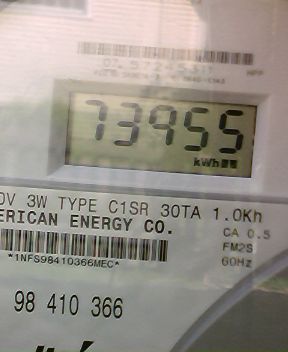 73955
kWh
0V 3W TYPE C1SR 30TA 1.0Kh
ERICAN ENERGY CO.
CA 0.5
FM2S
60Hz
*1NFS98410366MEC*
98 410 366